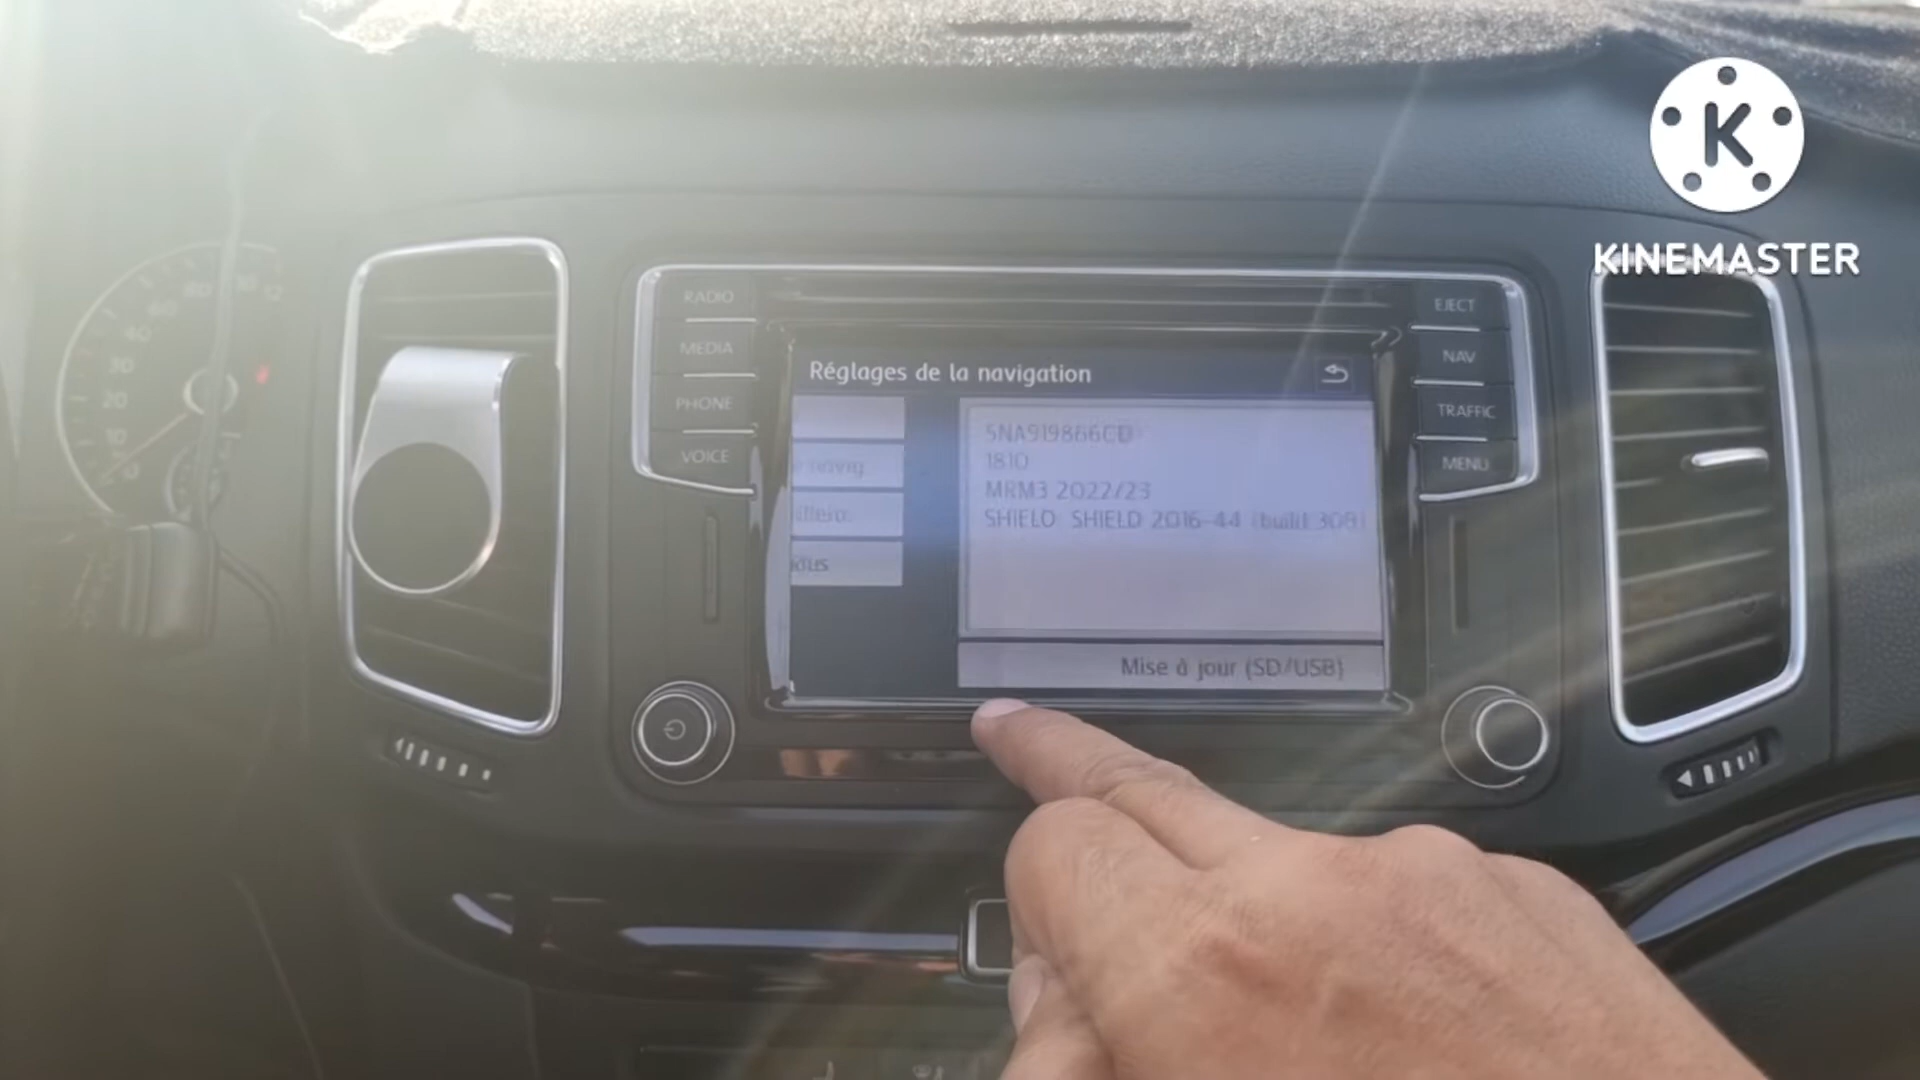 KINEMASTER
RADIO
MEDIA
PHONE
VOICE
EJECT
NAV
TRAFFIC
MENU
Réglages de la navigation
5NA919866CD
1810
MRM3 2022/23
SHIELD SHIELD 2016-44 (build 308)
Mise à jour (SD/USB)